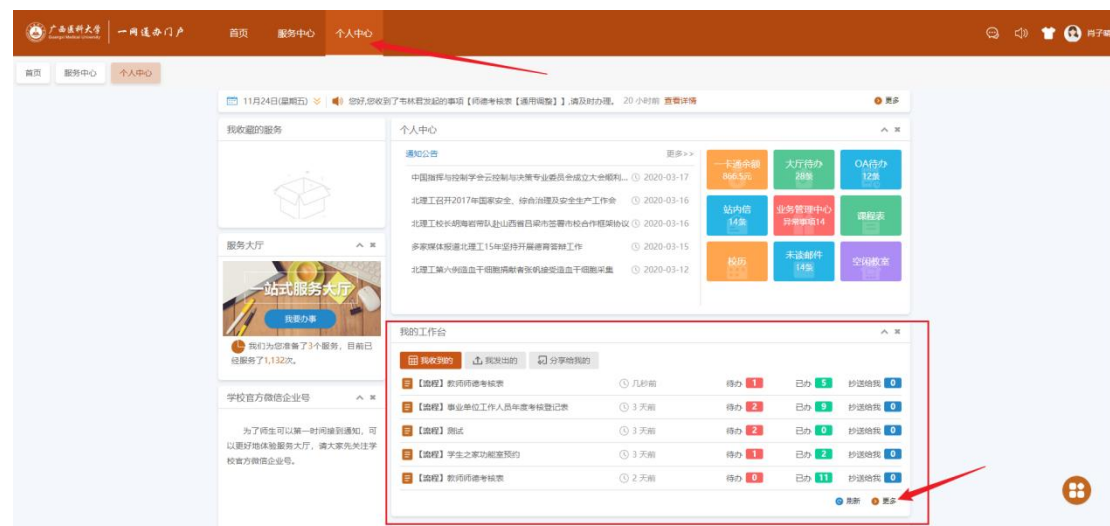 广西医科大学 一网通办门户 首页 服务中心 个人中心
Guangxi Medical University
首页 服务中心 个人中心
11月24日(星期五) 您好,您收到了韦林君发起的事项【师德考核表【通用调整】】,请及时办理。 20 小时前 查看详情 更多
我收藏的服务
个人中心
通知公告 更多>>
中国指挥与控制学会云控制与决策专业委员会成立大会顺利... 2020-03-17
北理工召开2017年国家安全、综合治理及安全生产工作会 2020-03-16
北理工校长胡海岩带队赴山西省吕梁市签署市校合作框架协议 2020-03-16
多家媒体报道北理工15年坚持开展德育答辩工作 2020-03-15
北理工第六例造血干细胞捐献者张帆接受造血干细胞采集 2020-03-12
一卡通余额 大厅待办 OA待办
866.5元 28条 12条
站内信 业务管理中心 课程表
14条 异常事项14
校历 未读邮件 空闲教室
14条
服务大厅
一站式服务大厅
我要办事
我们为您准备了3个服务，目前已
经服务了1,132次。
学校官方微信企业号
为了师生可以第一时间接到通知，可
以更好地体验服务大厅，请大家先关注学
校官方微信企业号。
我的工作台
我收到的 我发出的 分享给我的
【流程】教师师德考核表 几秒前 待办 1 已办 5 抄送给我 0
【流程】事业单位工作人员年度考核登记表 3 天前 待办 2 已办 9 抄送给我 0
【流程】测试 3 天前 待办 2 已办 0 抄送给我 0
【流程】学生之家功能室预约 3 天前 待办 1 已办 2 抄送给我 0
【流程】教师师德考核表 2 天前 待办 0 已办 11 抄送给我 0
刷新 更多